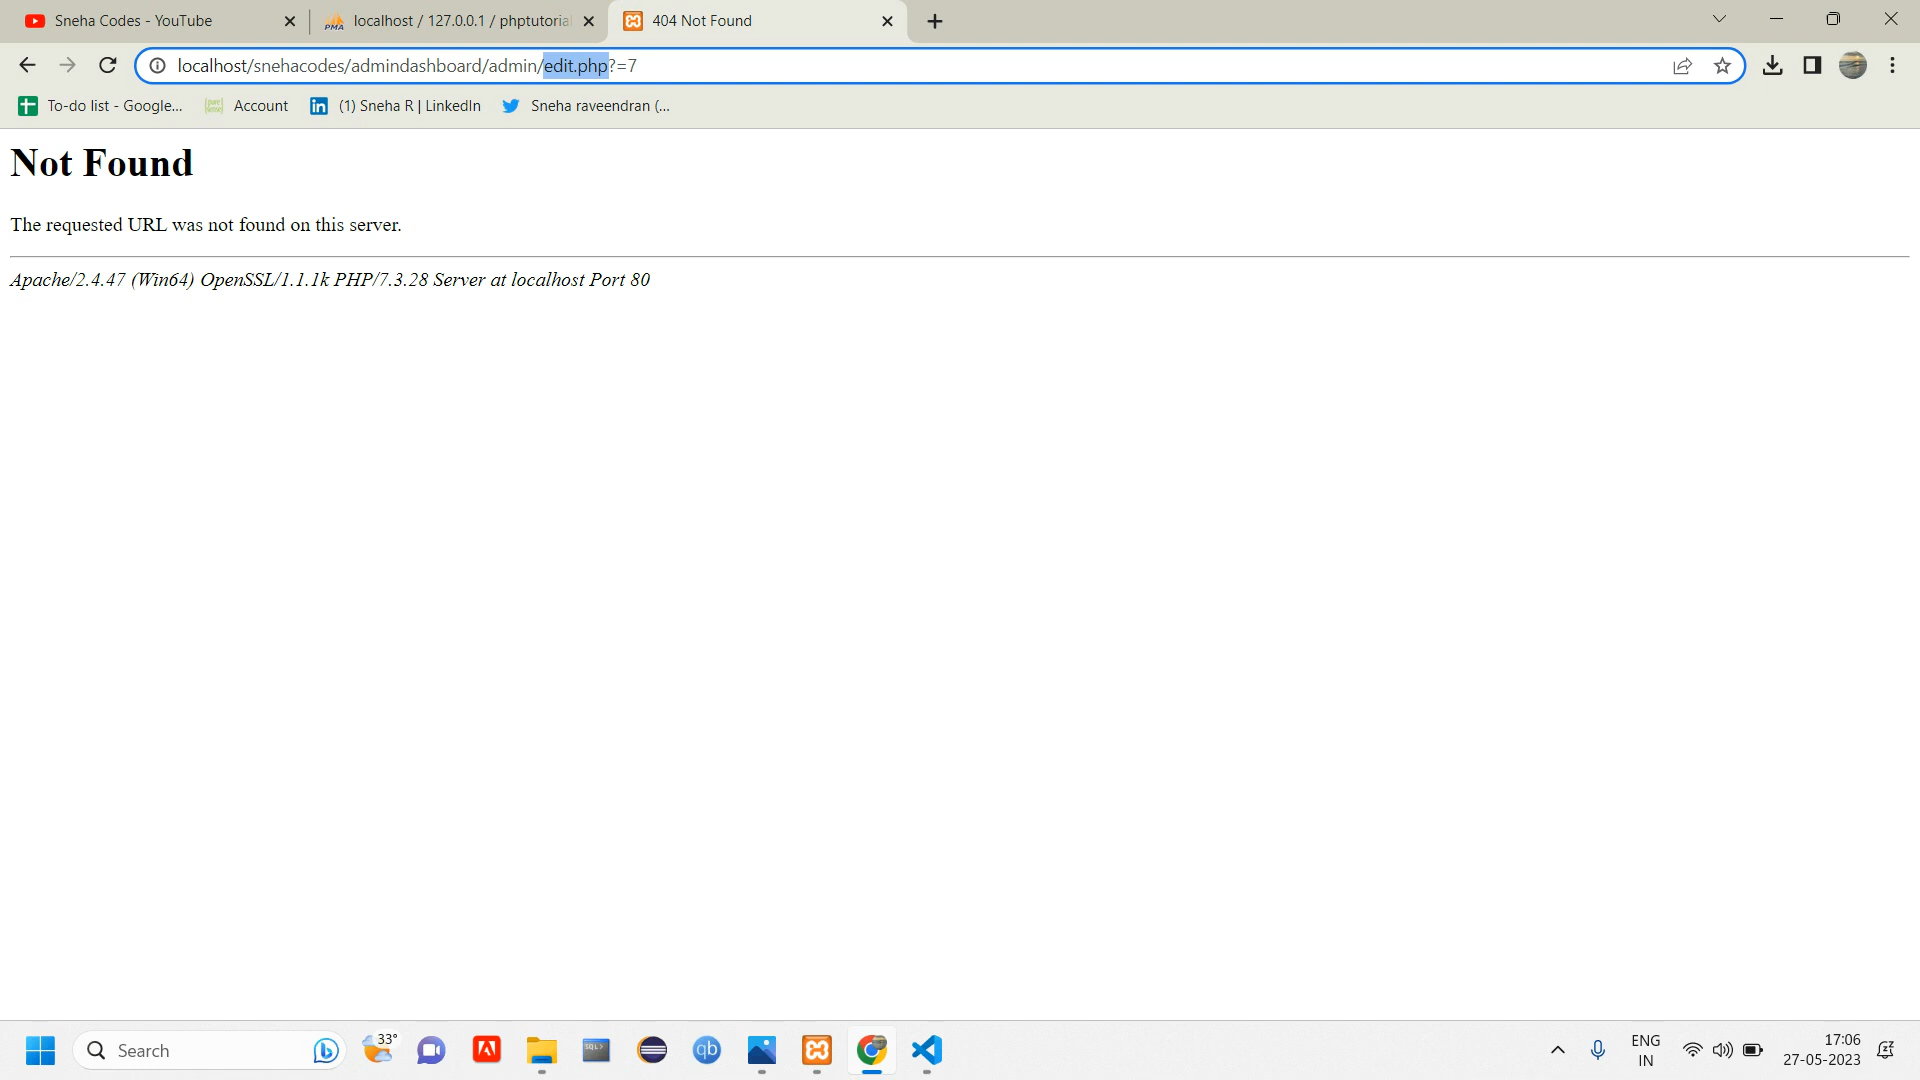 Sneha Codes - YouTube
localhost / 127.0.0.1 / phptutorial
404 Not Found
localhost/snehacodes/admindashboard/admin/edit.php?=7
To-do list - Google...
Account
(1) Sneha R | LinkedIn
Sneha raveendran (...
Not Found
The requested URL was not found on this server.
Apache/2.4.47 (Win64) OpenSSL/1.1.1k PHP/7.3.28 Server at localhost Port 80
Search
33°
ENG
IN
17:06
27-05-2023